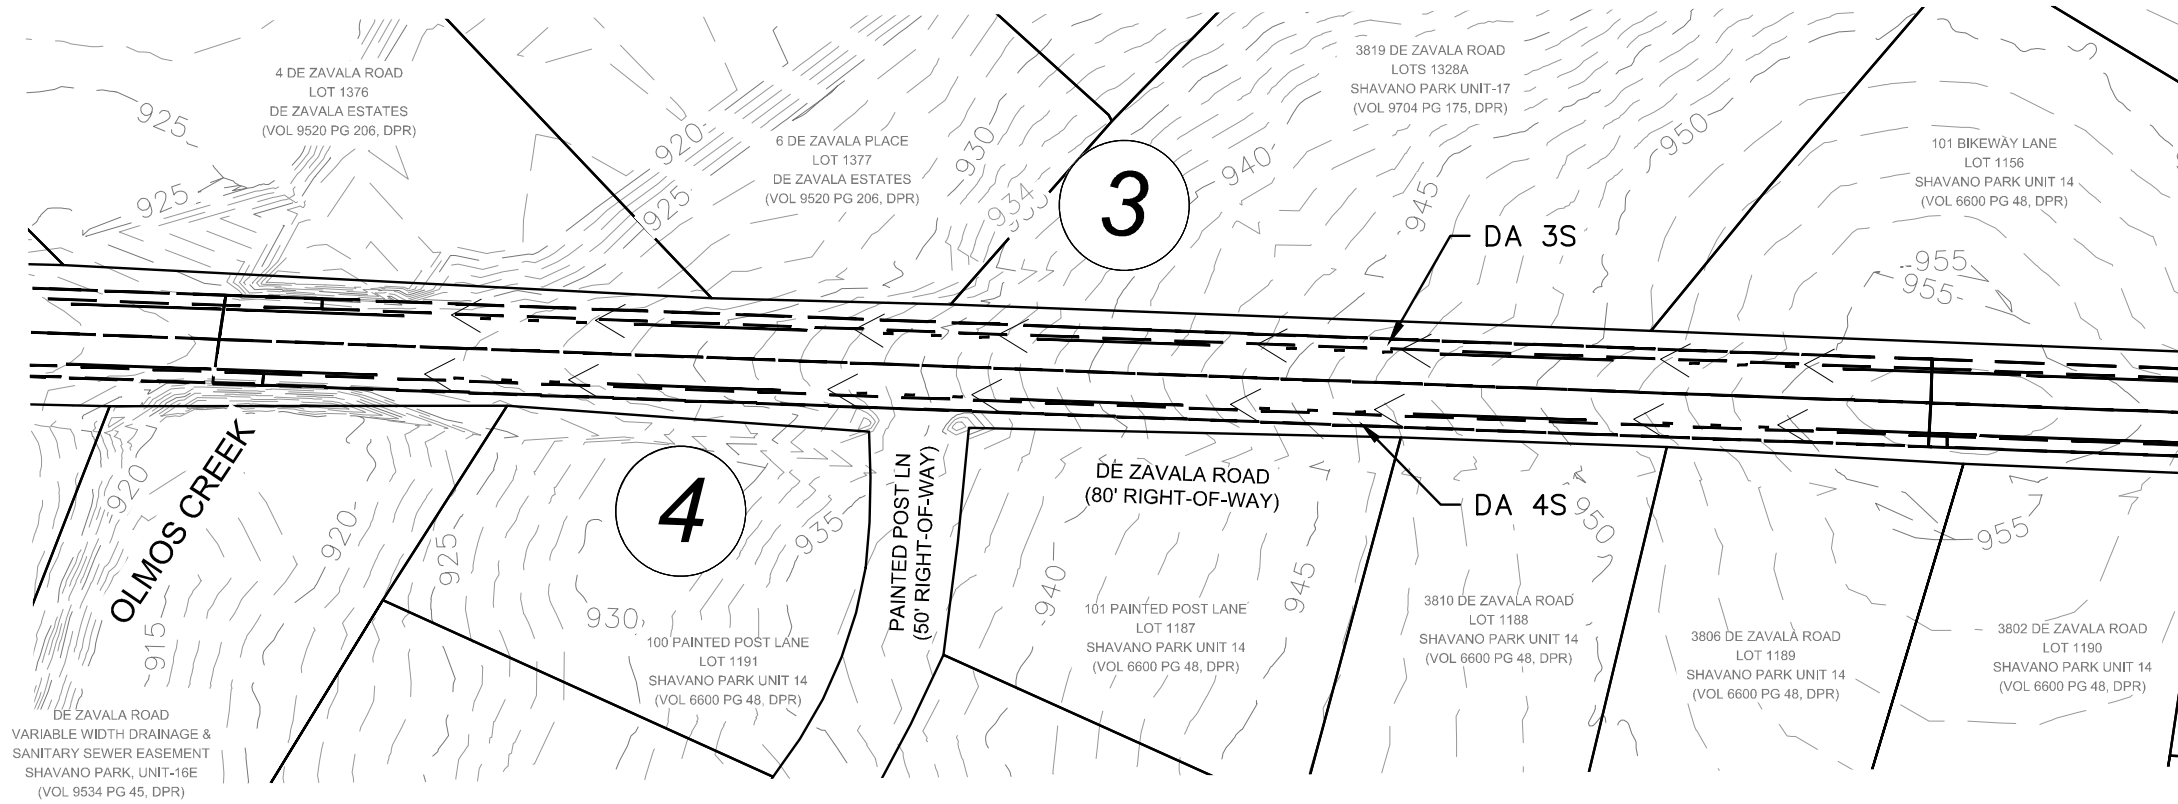 4 DE ZAVALA ROAD
LOT 1376
DE ZAVALA ESTATES
(VOL 9520 PG 206, DPR)
6 DE ZAVALA PLACE
LOT 1377
DE ZAVALA ESTATES
(VOL 9520 PG 206, DPR)
3819 DE ZAVALA ROAD
LOTS 1328A
SHAVANO PARK UNIT-17
(VOL 9704 PG 175, DPR)
101 BIKEWAY LANE
LOT 1156
SHAVANO PARK UNIT 14
(VOL 6600 PG 48, DPR)
925
925
920
925
930
934
940
945
950
955
955
3
DA 3S
OLMOS CREEK
4
PAINTED POST LN
(50' RIGHT-OF-WAY)
DE ZAVALA ROAD
(80' RIGHT-OF-WAY)
DA 4S
920
915
920
925
930
935
940
945
950
955
DE ZAVALA ROAD
VARIABLE WIDTH DRAINAGE &
SANITARY SEWER EASEMENT
SHAVANO PARK, UNIT-16E
(VOL 9534 PG 45, DPR)
100 PAINTED POST LANE
LOT 1191
SHAVANO PARK UNIT 14
(VOL 6600 PG 48, DPR)
101 PAINTED POST LANE
LOT 1187
SHAVANO PARK UNIT 14
(VOL 6600 PG 48, DPR)
3810 DE ZAVALA ROAD
LOT 1188
SHAVANO PARK UNIT 14
(VOL 6600 PG 48, DPR)
3806 DE ZAVALA ROAD
LOT 1189
SHAVANO PARK UNIT 14
(VOL 6600 PG 48, DPR)
3802 DE ZAVALA ROAD
LOT 1190
SHAVANO PARK UNIT 14
(VOL 6600 PG 48, DPR)